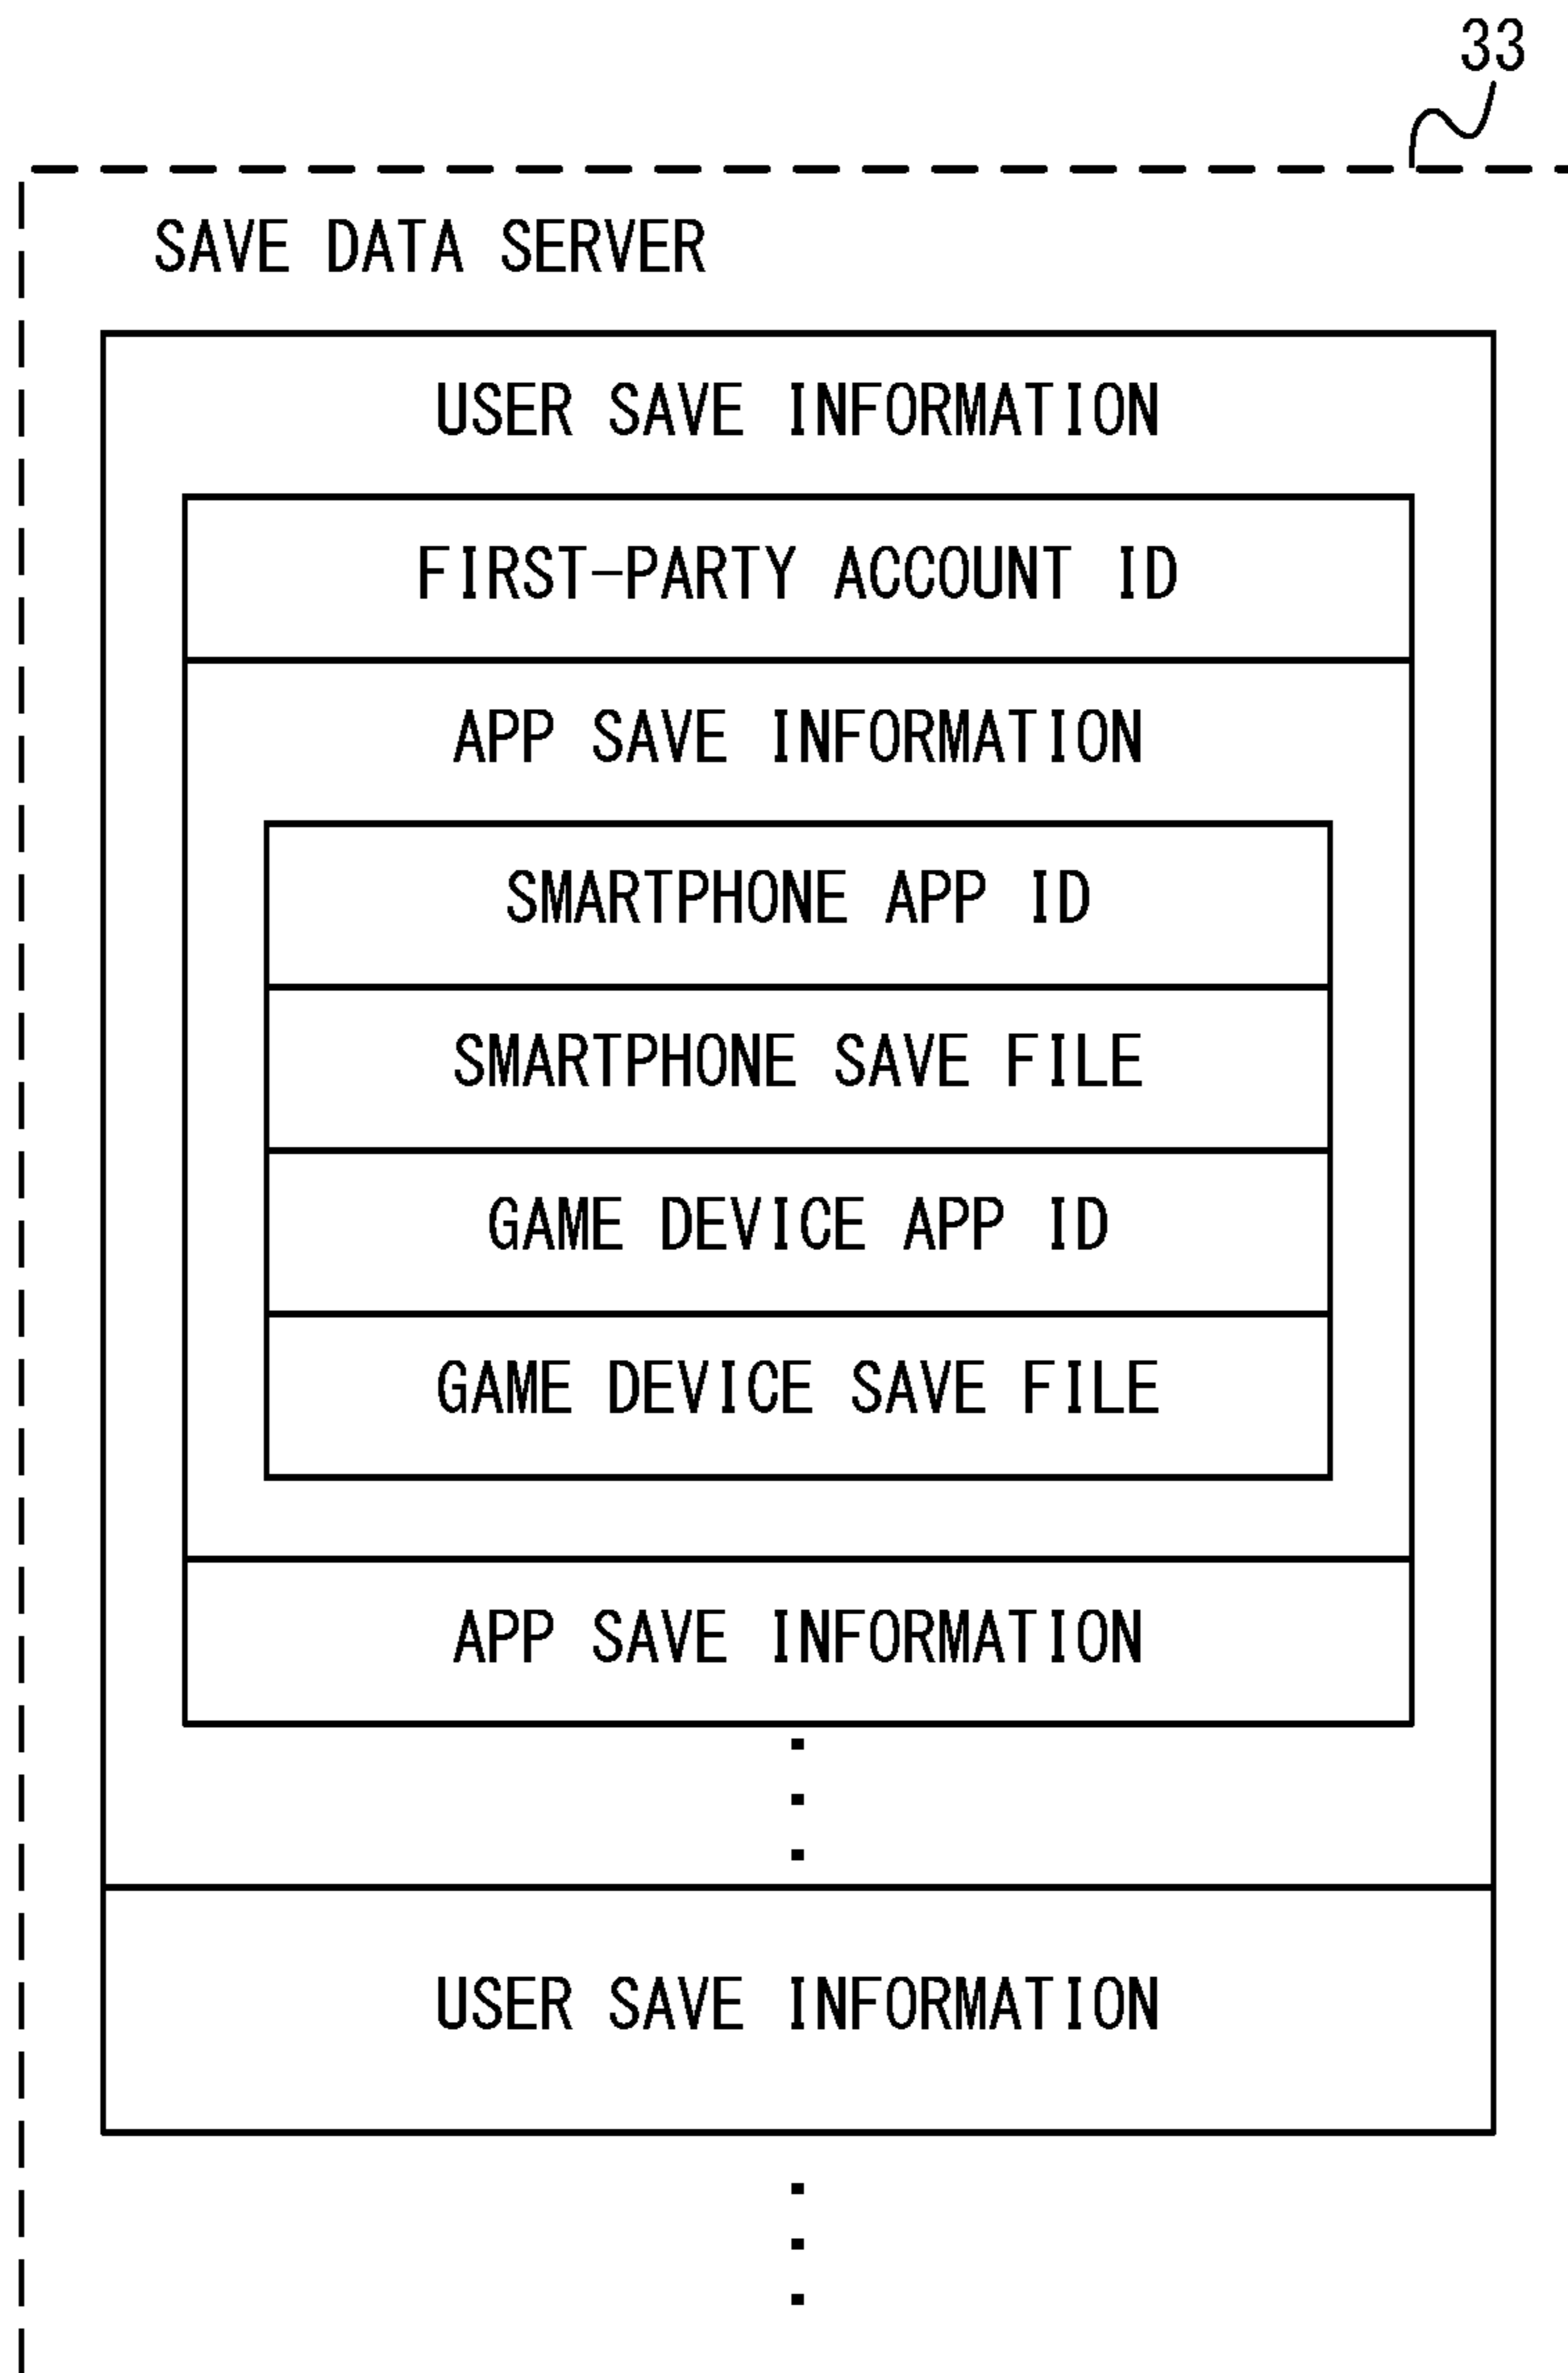 33
SAVE DATA SERVER
USER SAVE INFORMATION
FIRST-PARTY ACCOUNT ID
APP SAVE INFORMATION
SMARTPHONE APP ID
SMARTPHONE SAVE FILE
GAME DEVICE APP ID
GAME DEVICE SAVE FILE
APP SAVE INFORMATION
USER SAVE INFORMATION